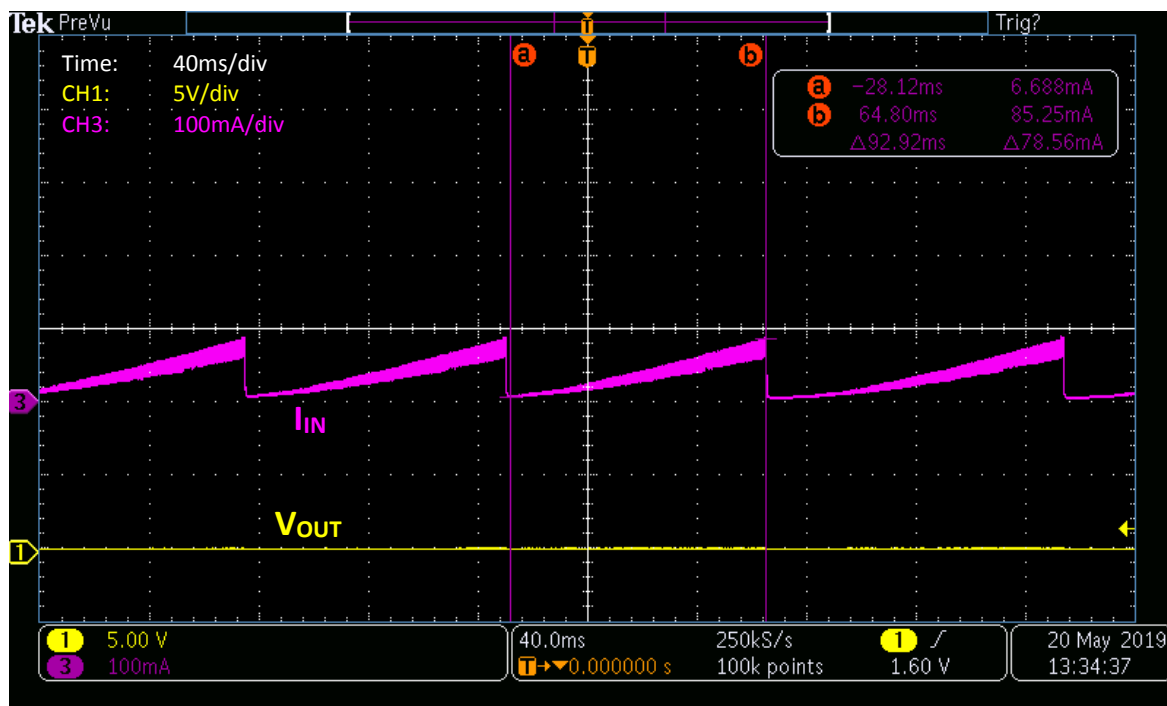 Tek PreVu
Trig?
a
T
b
Time: 40ms/div
CH1: 5V/div
CH3: 100mA/div
a −28.12ms 6.688mA
b 64.80ms 85.25mA
△92.92ms △78.56mA
3
IIN
VOUT
1
1 5.00 V
3 100mA
40.0ms 250kS/s 1 /
T→▼0.000000 s 100k points 1.60 V
20 May 2019
13:34:37